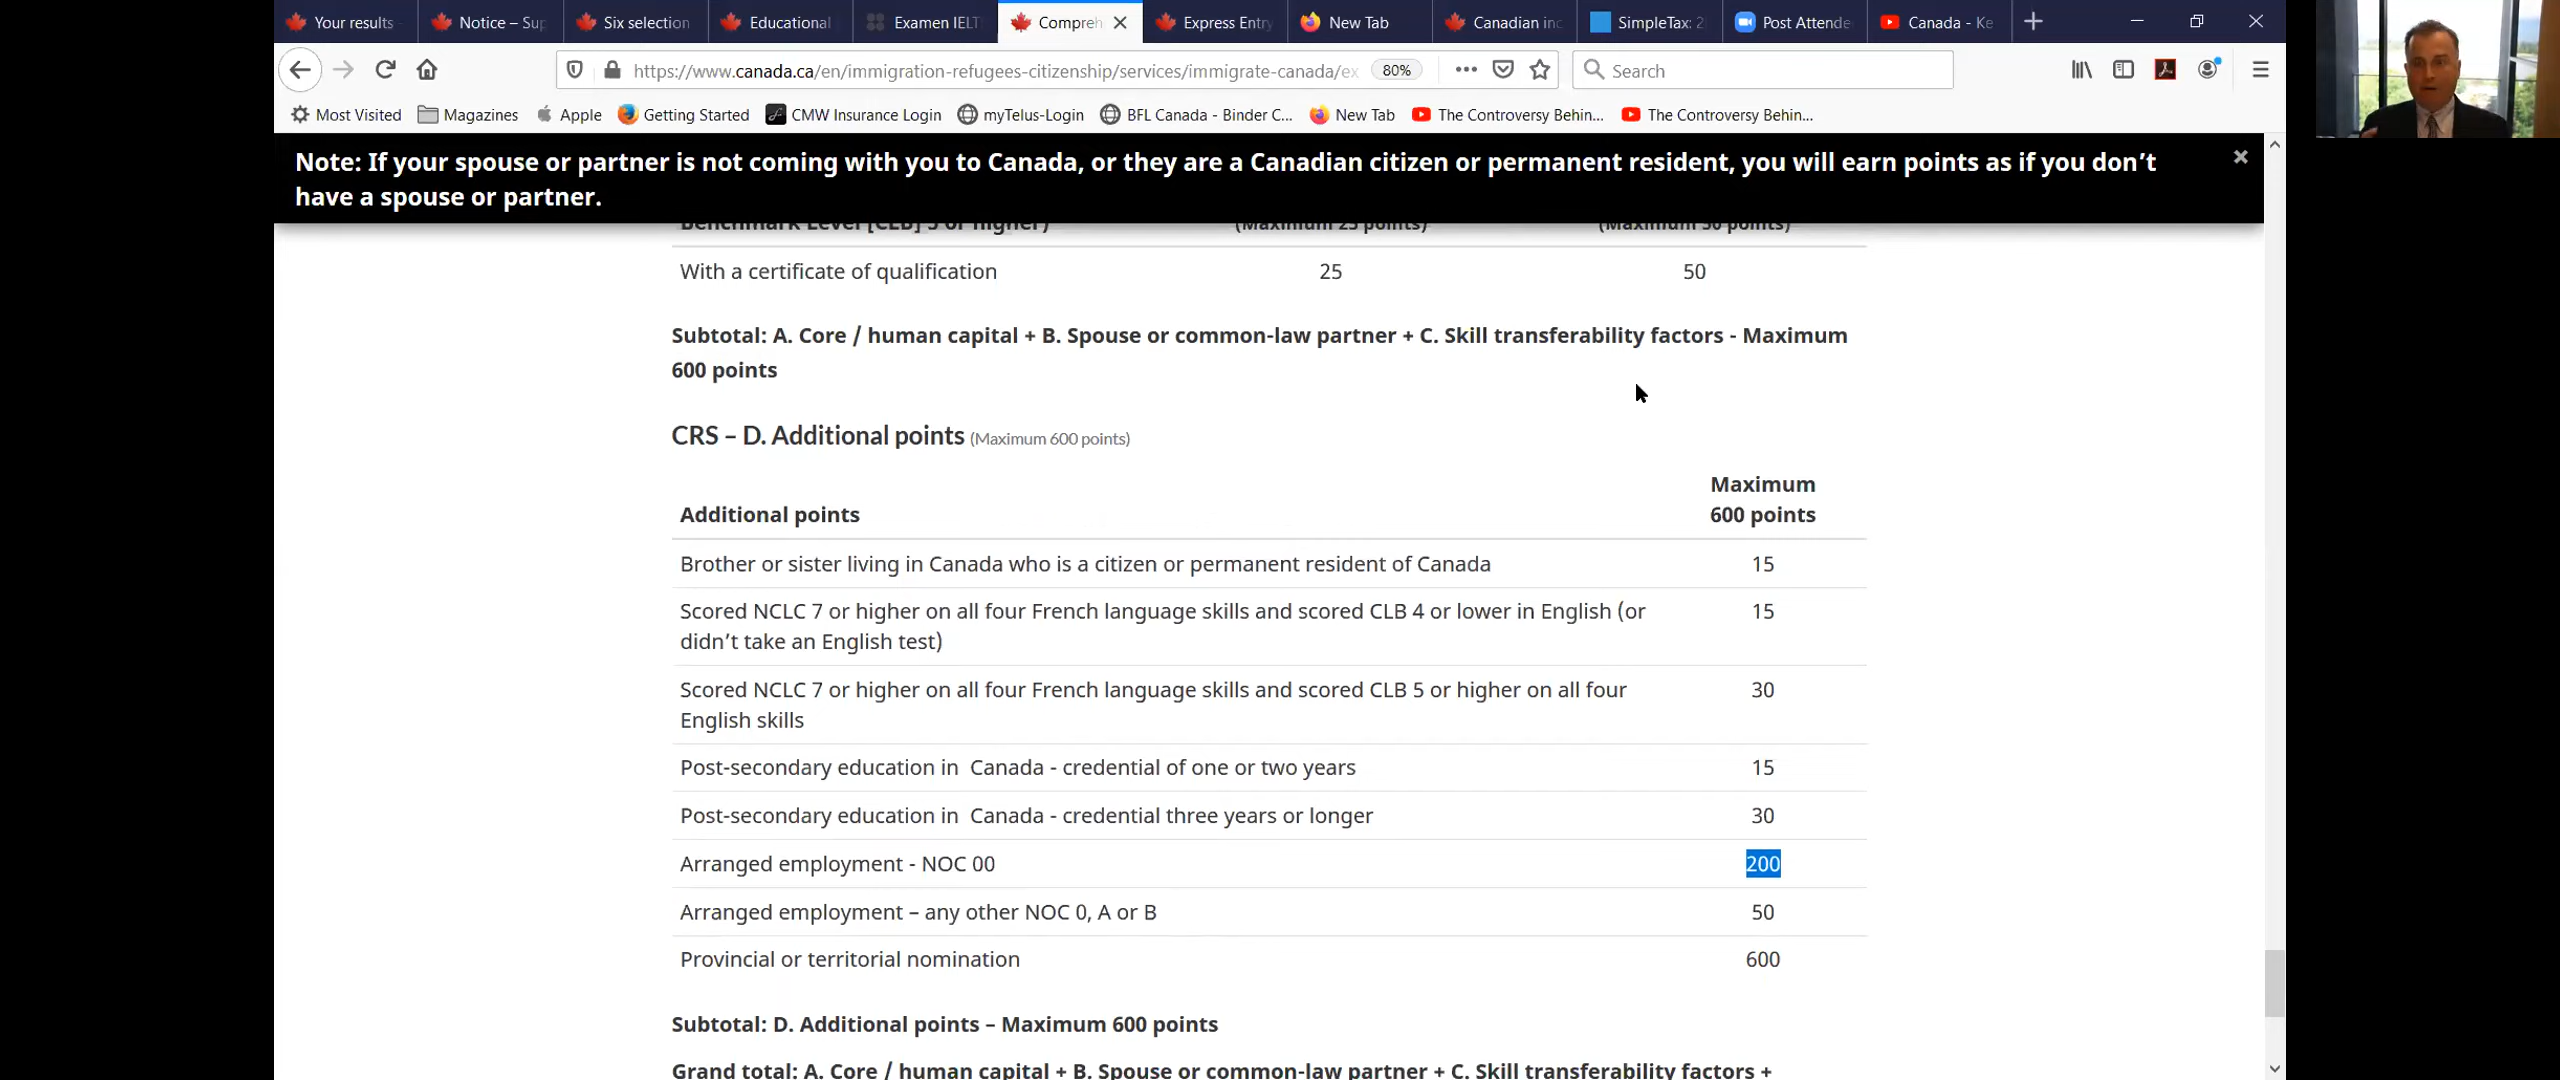 Your results
Notice – Sup
Six selection
Educational
Examen IELT
Compreh
Express Entry
New Tab
Canadian inc
SimpleTax: 2
Post Attende
Canada - Ke
https://www.canada.ca/en/immigration-refugees-citizenship/services/immigrate-canada/ex
80%
Search
Most Visited
Magazines
Apple
Getting Started
CMW Insurance Login
myTelus-Login
BFL Canada - Binder C...
New Tab
The Controversy Behin...
The Controversy Behin...
Note: If your spouse or partner is not coming with you to Canada, or they are a Canadian citizen or permanent resident, you will earn points as if you don’t
have a spouse or partner.
Benchmark Level [CLB] 5 or higher) (Maximum 25 points) (Maximum 50 points)
With a certificate of qualification 25 50
Subtotal: A. Core / human capital + B. Spouse or common-law partner + C. Skill transferability factors - Maximum
600 points
CRS – D. Additional points (Maximum 600 points)
Maximum
Additional points 600 points
Brother or sister living in Canada who is a citizen or permanent resident of Canada 15
Scored NCLC 7 or higher on all four French language skills and scored CLB 4 or lower in English (or 15
didn’t take an English test)
Scored NCLC 7 or higher on all four French language skills and scored CLB 5 or higher on all four 30
English skills
Post-secondary education in  Canada - credential of one or two years 15
Post-secondary education in  Canada - credential three years or longer 30
Arranged employment - NOC 00 200
Arranged employment – any other NOC 0, A or B 50
Provincial or territorial nomination 600
Subtotal: D. Additional points – Maximum 600 points
Grand total: A. Core / human capital + B. Spouse or common-law partner + C. Skill transferability factors +